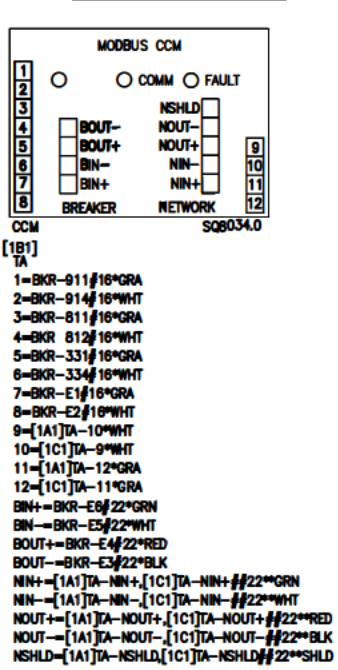 MODBUS CCM
1
2
3
4
5
6
7
8
COMM
FAULT
NSHLD
BOUT-
NOUT-
BOUT+
NOUT+
BIN-
NIN-
BIN+
NIN+
9
10
11
12
BREAKER
NETWORK
CCM
SQ8034.0
[1B1]
TA
1=BKR-911#16*GRA
2=BKR-914#16*WHT
3=BKR-811#16*GRA
4=BKR 812#16*WHT
5=BKR-331#16*GRA
6=BKR-334#16*WHT
7=BKR-E1#16*GRA
8=BKR-E2#16*WHT
9=[1A1]TA-10*WHT
10=[1C1]TA-9*WHT
11=[1A1]TA-12*GRA
12=[1C1]TA-11*GRA
BIN+=BKR-E6#22*GRN
BIN-=BKR-E5#22*WHT
BOUT+=BKR-E4#22*RED
BOUT-=BKR-E3#22*BLK
NIN+=[1A1]TA-NIN+,[1C1]TA-NIN+##22**GRN
NIN-=[1A1]TA-NIN-,[1C1]TA-NIN-##22**WHT
NOUT+=[1A1]TA-NOUT+,[1C1]TA-NOUT+##22**RED
NOUT-=[1A1]TA-NOUT-,[1C1]TA-NOUT-##22**BLK
NSHLD=[1A1]TA-NSHLD,[1C1]TA-NSHLD##22**SHLD